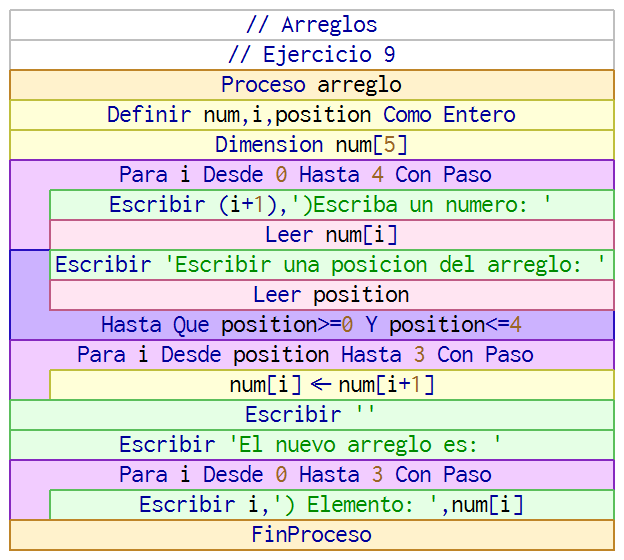 // Arreglos
// Ejercicio 9
Proceso arreglo
Definir num,i,position Como Entero
Dimension num[5]
Para i Desde 0 Hasta 4 Con Paso
Escribir (i+1),')Escriba un numero: '
Leer num[i]
Escribir 'Escribir una posicion del arreglo: '
Leer position
Hasta Que position>=0 Y position<=4
Para i Desde position Hasta 3 Con Paso
num[i] ← num[i+1]
Escribir ''
Escribir 'El nuevo arreglo es: '
Para i Desde 0 Hasta 3 Con Paso
Escribir i,') Elemento: ',num[i]
FinProceso